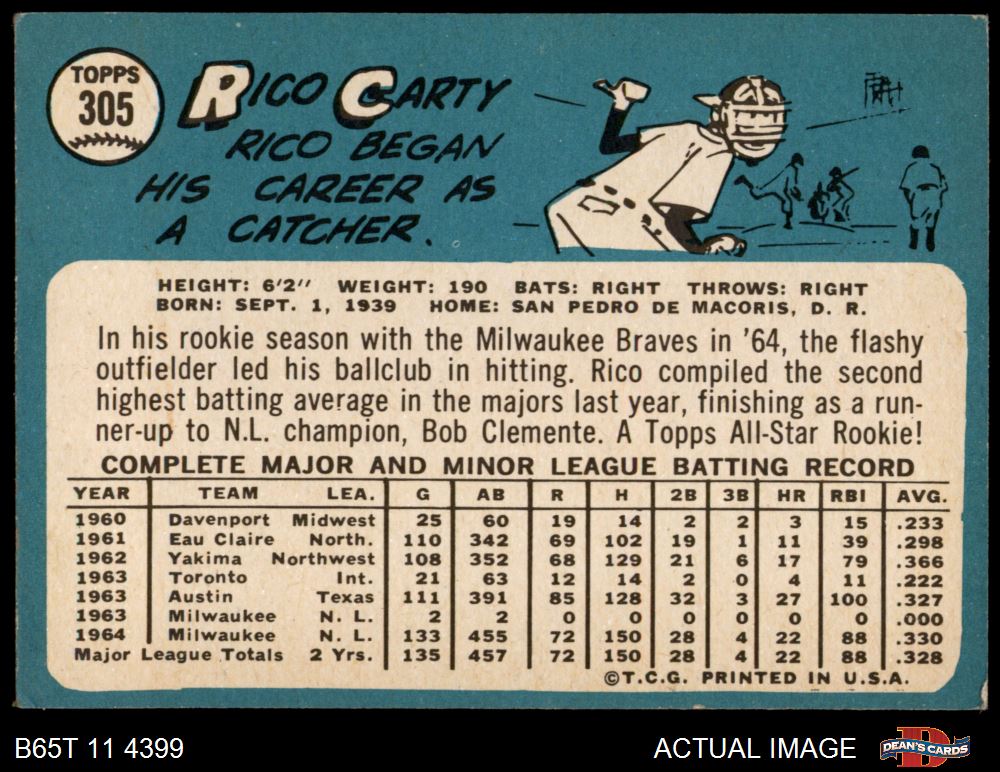 TOPPS
305
RICO CARTY
RICO BEGAN
HIS CAREER AS
A CATCHER.
HEIGHT: 6'2" WEIGHT: 190 BATS: RIGHT THROWS: RIGHT
BORN: SEPT. 1, 1939 HOME: SAN PEDRO DE MACORIS, D. R.
In his rookie season with the Milwaukee Braves in '64, the flashy
outfielder led his ballclub in hitting. Rico compiled the second
highest batting average in the majors last year, finishing as a run-
ner-up to N.L. champion, Bob Clemente. A Topps All-Star Rookie!
COMPLETE MAJOR AND MINOR LEAGUE BATTING RECORD
YEAR TEAM LEA. G AB R H 2B 3B HR RBI AVG.
1960 Davenport Midwest 25 60 19 14 2 2 3 15 .233
1961 Eau Claire North. 110 342 69 102 19 1 11 39 .298
1962 Yakima Northwest 108 352 68 129 21 6 17 79 .366
1963 Toronto Int. 21 63 12 14 2 0 4 11 .222
1963 Austin Texas 111 391 85 128 32 3 27 100 .327
1963 Milwaukee N. L. 2 2 0 0 0 0 0 0 .000
1964 Milwaukee N. L. 133 455 72 150 28 4 22 88 .330
Major League Totals 2 Yrs. 135 457 72 150 28 4 22 88 .328
©T.C.G. PRINTED IN U.S.A.
B65T 11 4399
ACTUAL IMAGE
D
DEAN'S CARDS